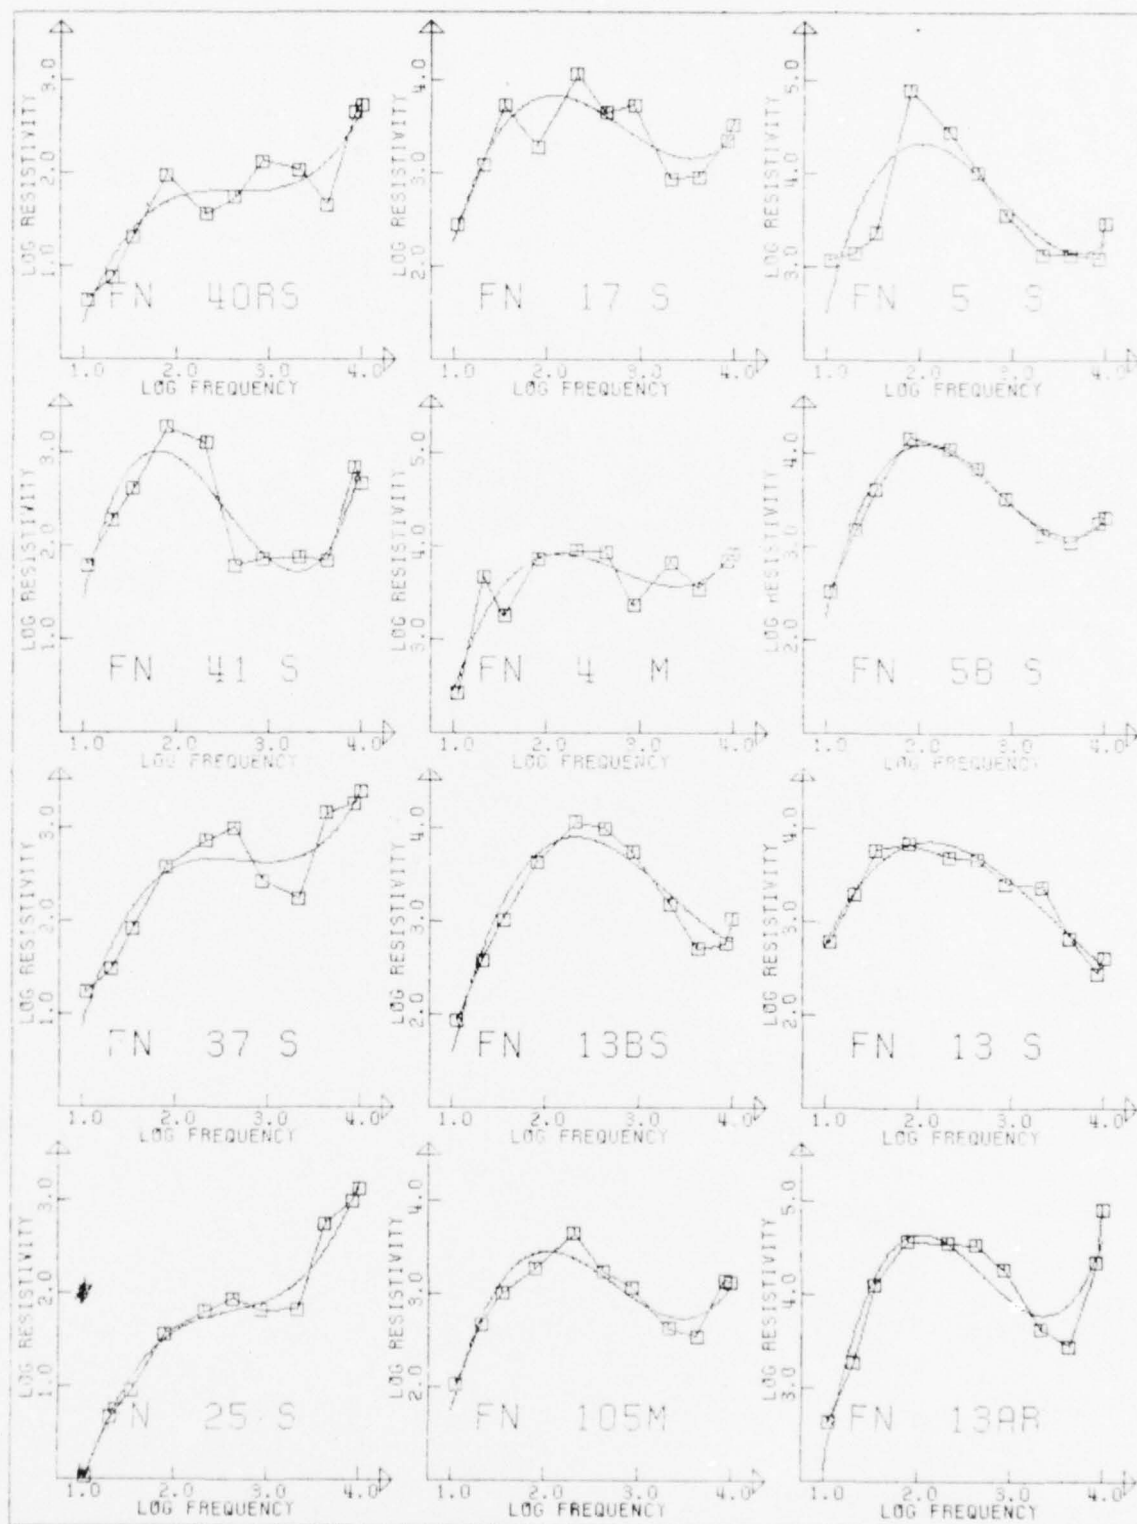 LOG RESISTIVITY
3.0
2.0
1.0
FN 40RS
1.0 2.0 3.0 4.0
LOG FREQUENCY
LOG RESISTIVITY
4.0
3.0
2.0
FN 17 S
1.0 2.0 3.0 4.0
LOG FREQUENCY
LOG RESISTIVITY
5.0
4.0
3.0
FN 5 S
1.0 2.0 3.0 4.0
LOG FREQUENCY
LOG RESISTIVITY
3.0
2.0
1.0
FN 41 S
1.0 2.0 3.0 4.0
LOG FREQUENCY
LOG RESISTIVITY
5.0
4.0
3.0
FN 4 M
1.0 2.0 3.0 4.0
LOG FREQUENCY
LOG RESISTIVITY
4.0
3.0
2.0
FN 5B S
1.0 2.0 3.0 4.0
LOG FREQUENCY
LOG RESISTIVITY
3.0
2.0
1.0
FN 37 S
1.0 2.0 3.0 4.0
LOG FREQUENCY
LOG RESISTIVITY
4.0
3.0
2.0
FN 13BS
1.0 2.0 3.0 4.0
LOG FREQUENCY
LOG RESISTIVITY
4.0
3.0
2.0
FN 13 S
1.0 2.0 3.0 4.0
LOG FREQUENCY
LOG RESISTIVITY
3.0
2.0
1.0
FN 25 S
1.0 2.0 3.0 4.0
LOG FREQUENCY
LOG RESISTIVITY
4.0
3.0
2.0
FN 105M
1.0 2.0 3.0 4.0
LOG FREQUENCY
LOG RESISTIVITY
5.0
4.0
3.0
FN 13AR
1.0 2.0 3.0 4.0
LOG FREQUENCY